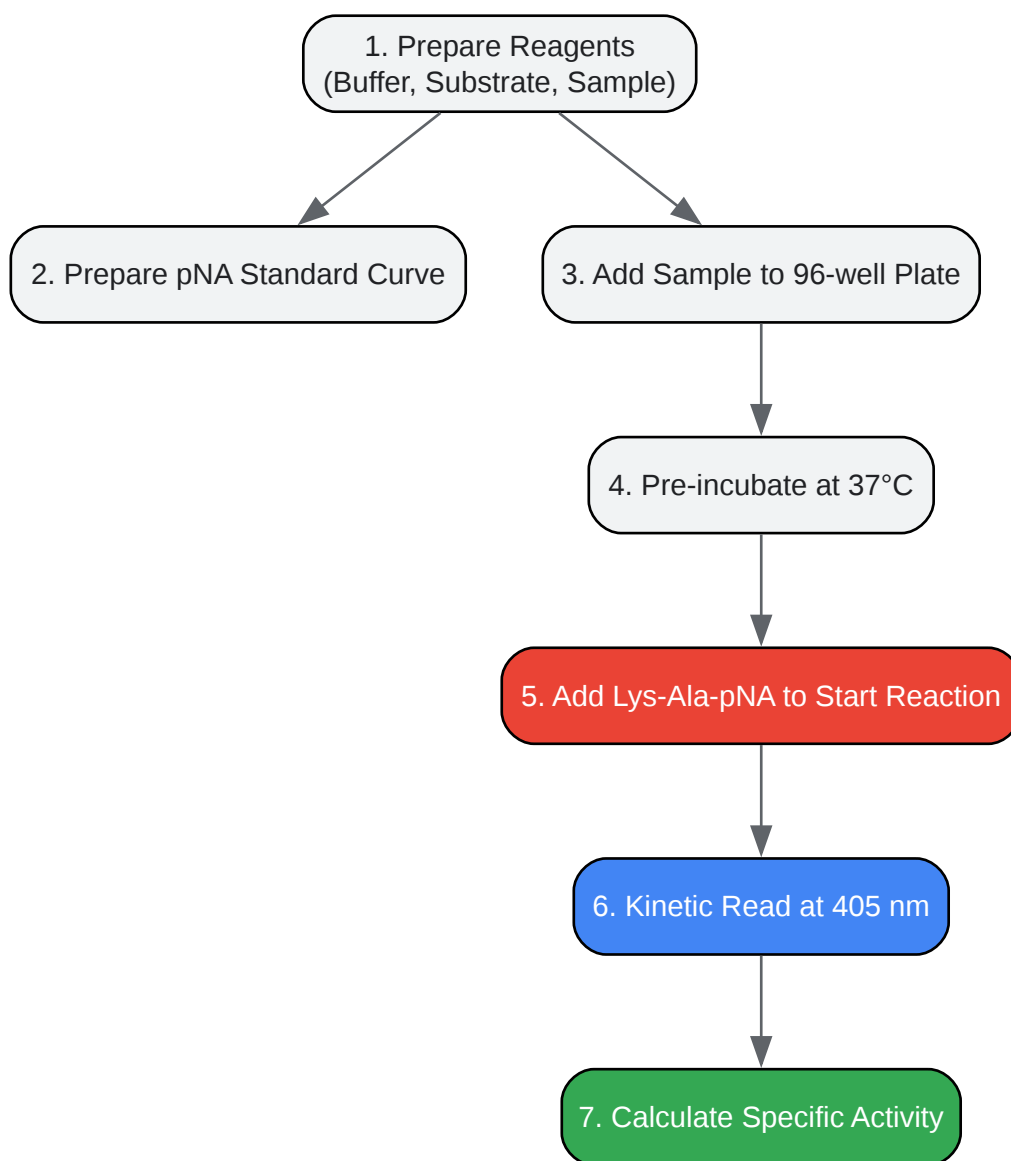 1. Prepare Reagents
(Buffer, Substrate, Sample)
2. Prepare pNA Standard Curve
3. Add Sample to 96-well Plate
4. Pre-incubate at 37°C
5. Add Lys-Ala-pNA to Start Reaction
6. Kinetic Read at 405 nm
7. Calculate Specific Activity